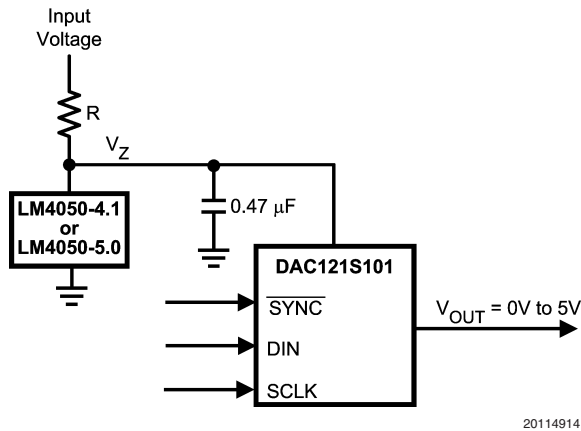 Input
Voltage
R
VZ
LM4050-4.1
or
LM4050-5.0
0.47 μF
DAC121S101
SYNC
DIN
SCLK
VOUT = 0V to 5V
20114914